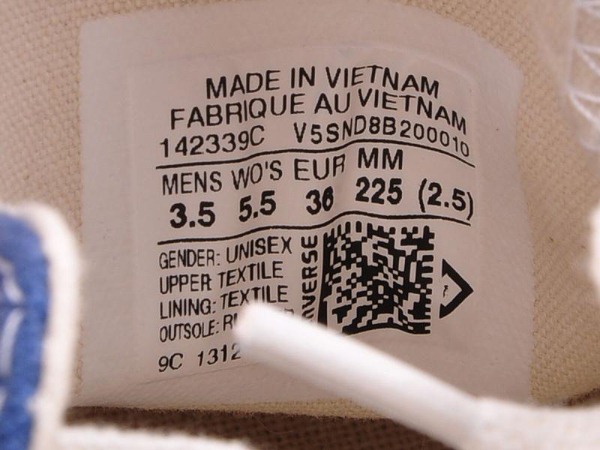 MADE IN VIETNAM
FABRIQUE AU VIETNAM
142339C V5SND8B200010
MENS WO'S EUR MM
3.5 5.5 36 225 (2.5)
GENDER: UNISEX
UPPER TEXTILE
LINING: TEXTILE
OUTSOLE:
9C